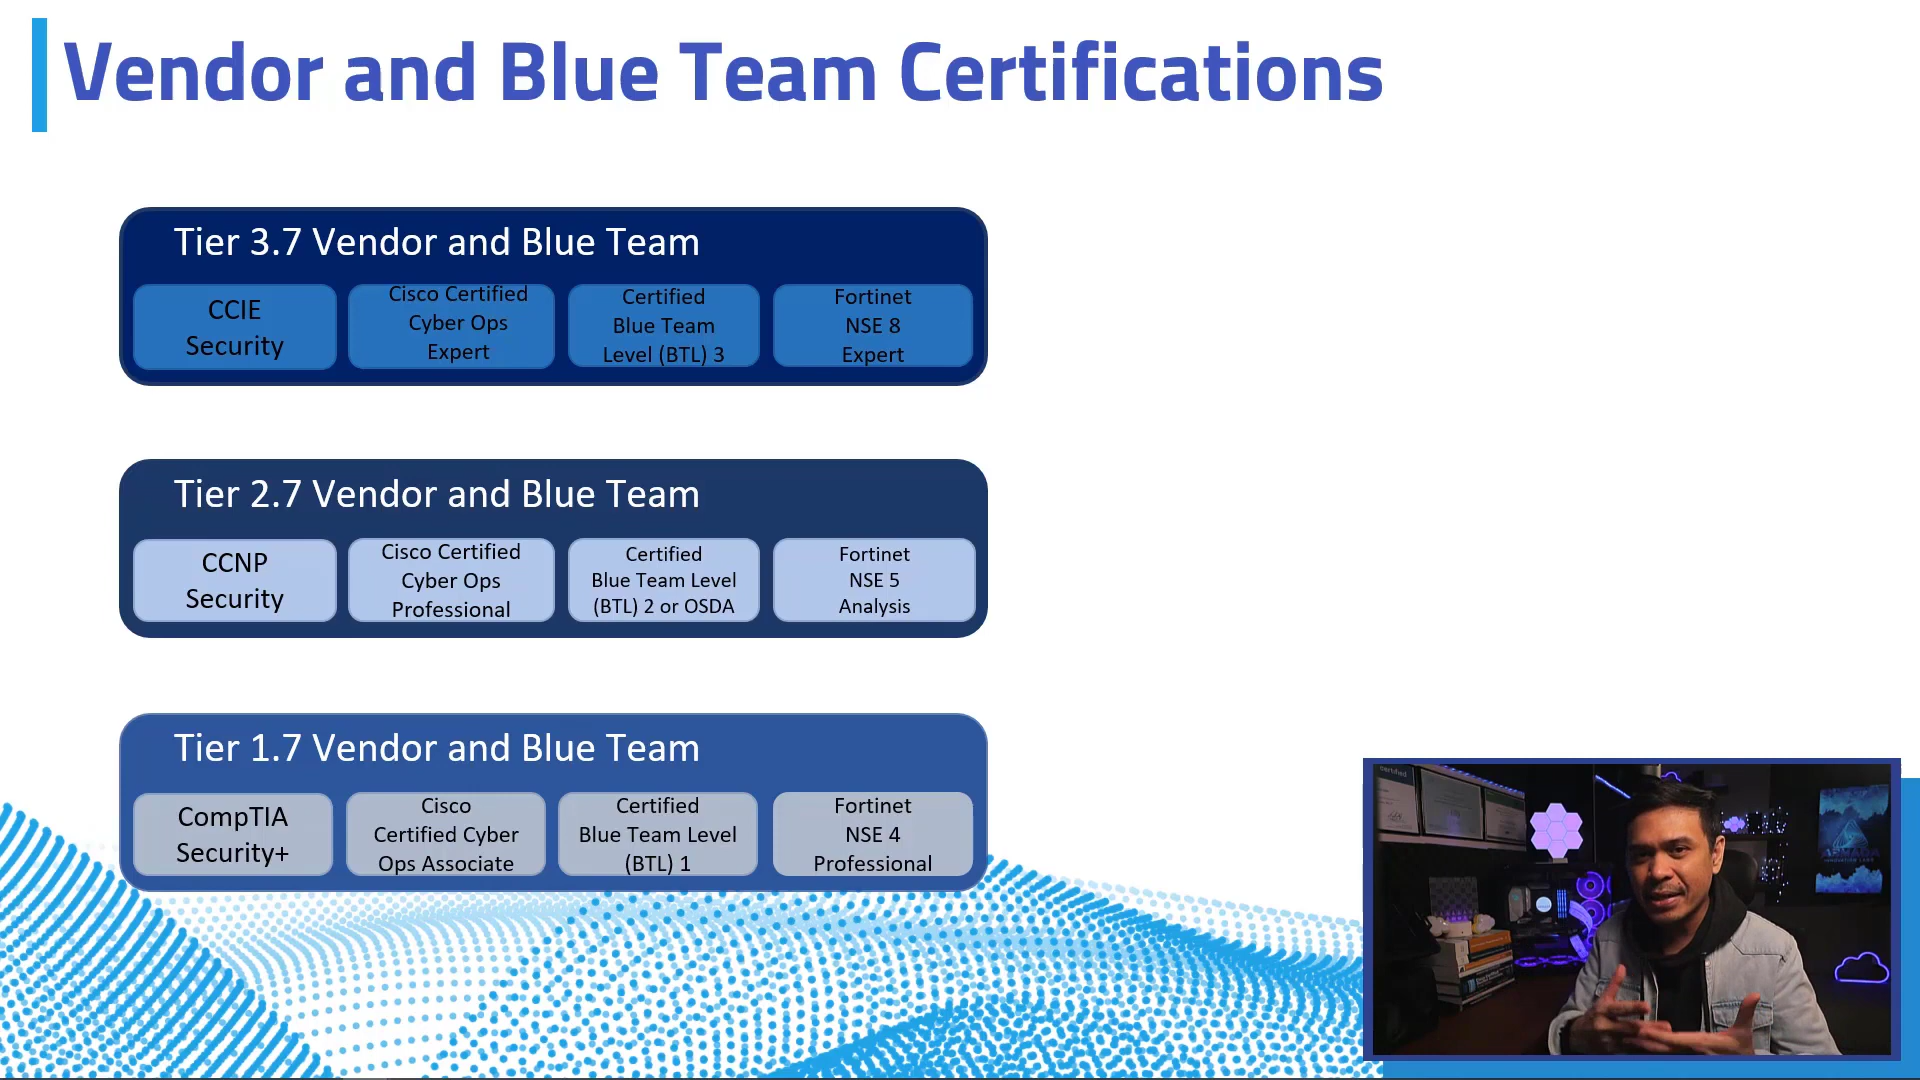 Vendor and Blue Team Certifications
Tier 3.7 Vendor and Blue Team
CCIE
Security
Cisco Certified
Cyber Ops
Expert
Certified
Blue Team
Level (BTL) 3
Fortinet
NSE 8
Expert
Tier 2.7 Vendor and Blue Team
CCNP
Security
Cisco Certified
Cyber Ops
Professional
Certified
Blue Team Level
(BTL) 2 or OSDA
Fortinet
NSE 5
Analysis
Tier 1.7 Vendor and Blue Team
CompTIA
Security+
Cisco
Certified Cyber
Ops Associate
Certified
Blue Team Level
(BTL) 1
Fortinet
NSE 4
Professional